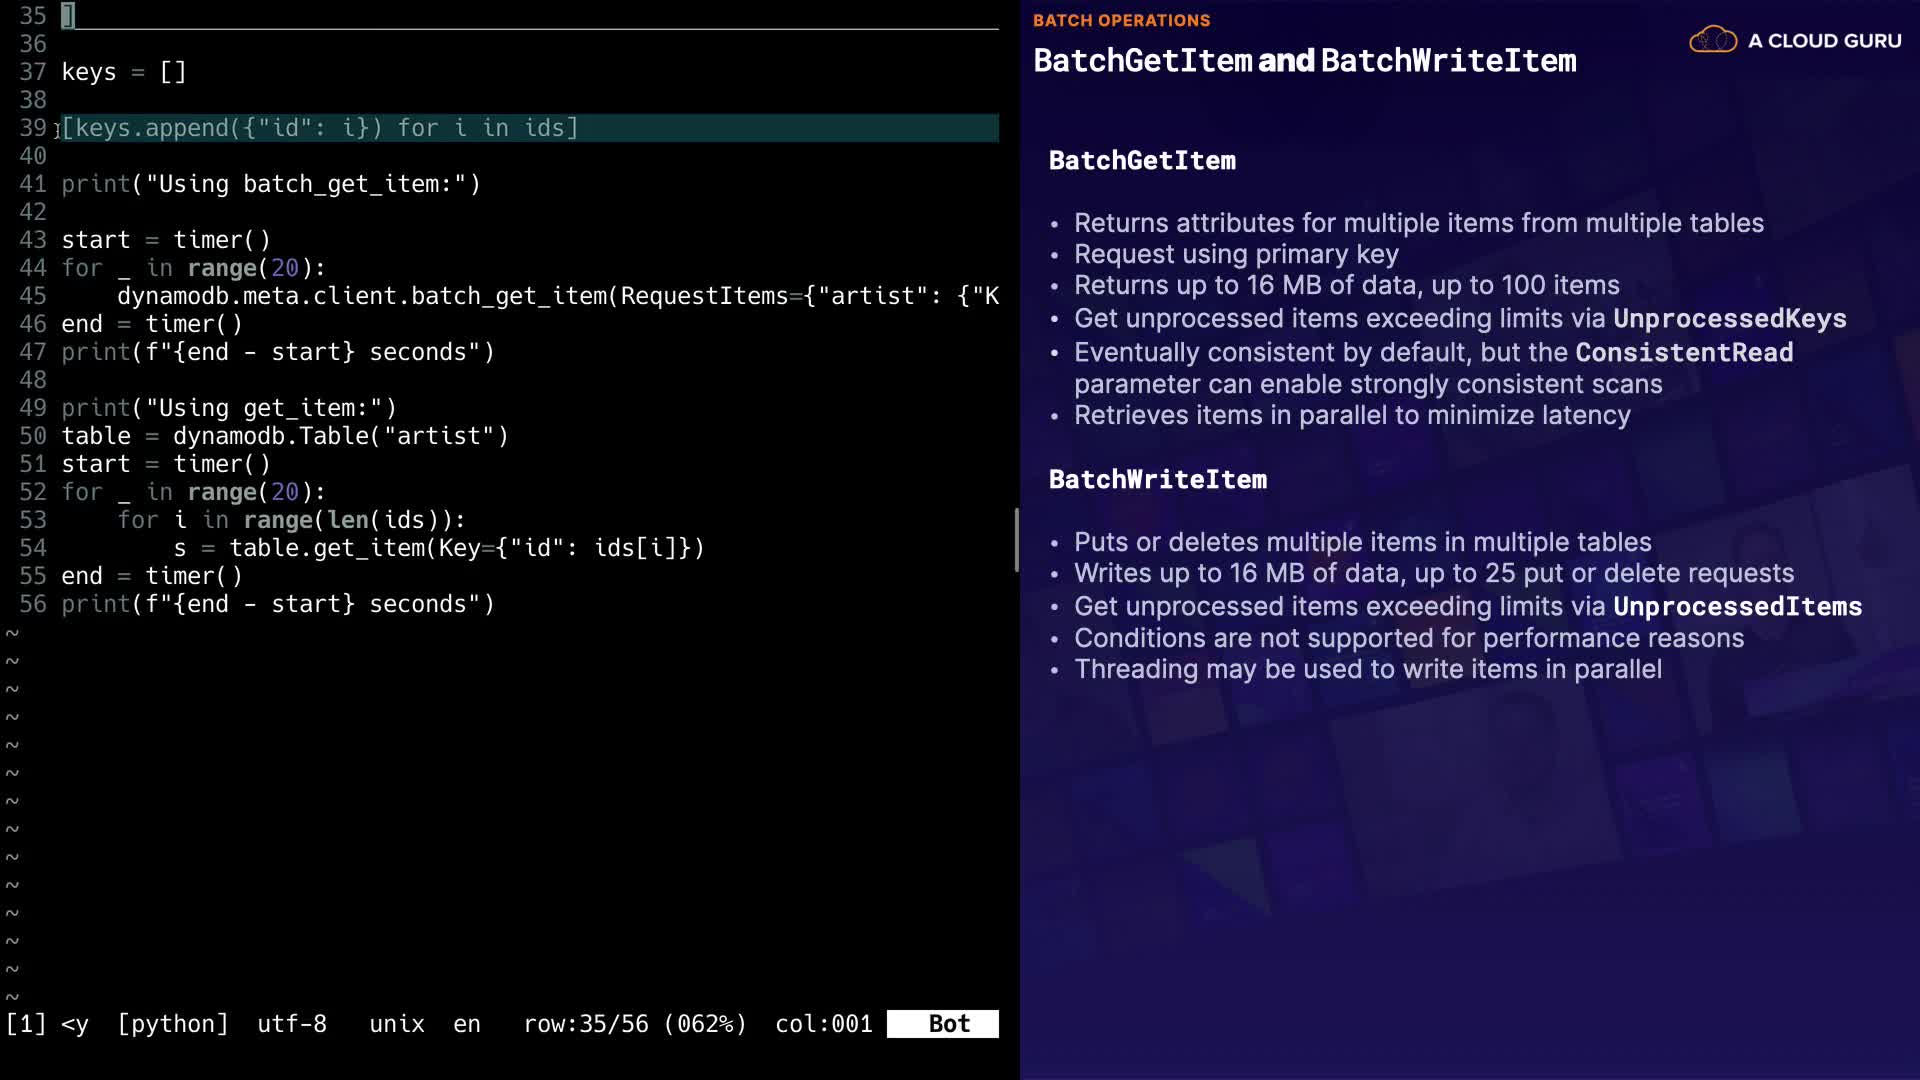 35 ]
36
37 keys = []
38
39 [keys.append({"id": i}) for i in ids]
40
41 print("Using batch_get_item:")
42
43 start = timer()
44 for _ in range(20):
45     dynamodb.meta.client.batch_get_item(RequestItems={"artist": {"K
46 end = timer()
47 print(f"{end - start} seconds")
48
49 print("Using get_item:")
50 table = dynamodb.Table("artist")
51 start = timer()
52 for _ in range(20):
53     for i in range(len(ids)):
54         s = table.get_item(Key={"id": ids[i]})
55 end = timer()
56 print(f"{end - start} seconds")
~
~
~
~
~
~
~
~
~
~
~
~
~
~
[1] <y  [python]  utf-8   unix  en   row:35/56 (062%)  col:001   Bot
BATCH OPERATIONS
A CLOUD GURU
BatchGetItem and BatchWriteItem
BatchGetItem
• Returns attributes for multiple items from multiple tables
• Request using primary key
• Returns up to 16 MB of data, up to 100 items
• Get unprocessed items exceeding limits via UnprocessedKeys
• Eventually consistent by default, but the ConsistentRead
parameter can enable strongly consistent scans
• Retrieves items in parallel to minimize latency
BatchWriteItem
• Puts or deletes multiple items in multiple tables
• Writes up to 16 MB of data, up to 25 put or delete requests
• Get unprocessed items exceeding limits via UnprocessedItems
• Conditions are not supported for performance reasons
• Threading may be used to write items in parallel